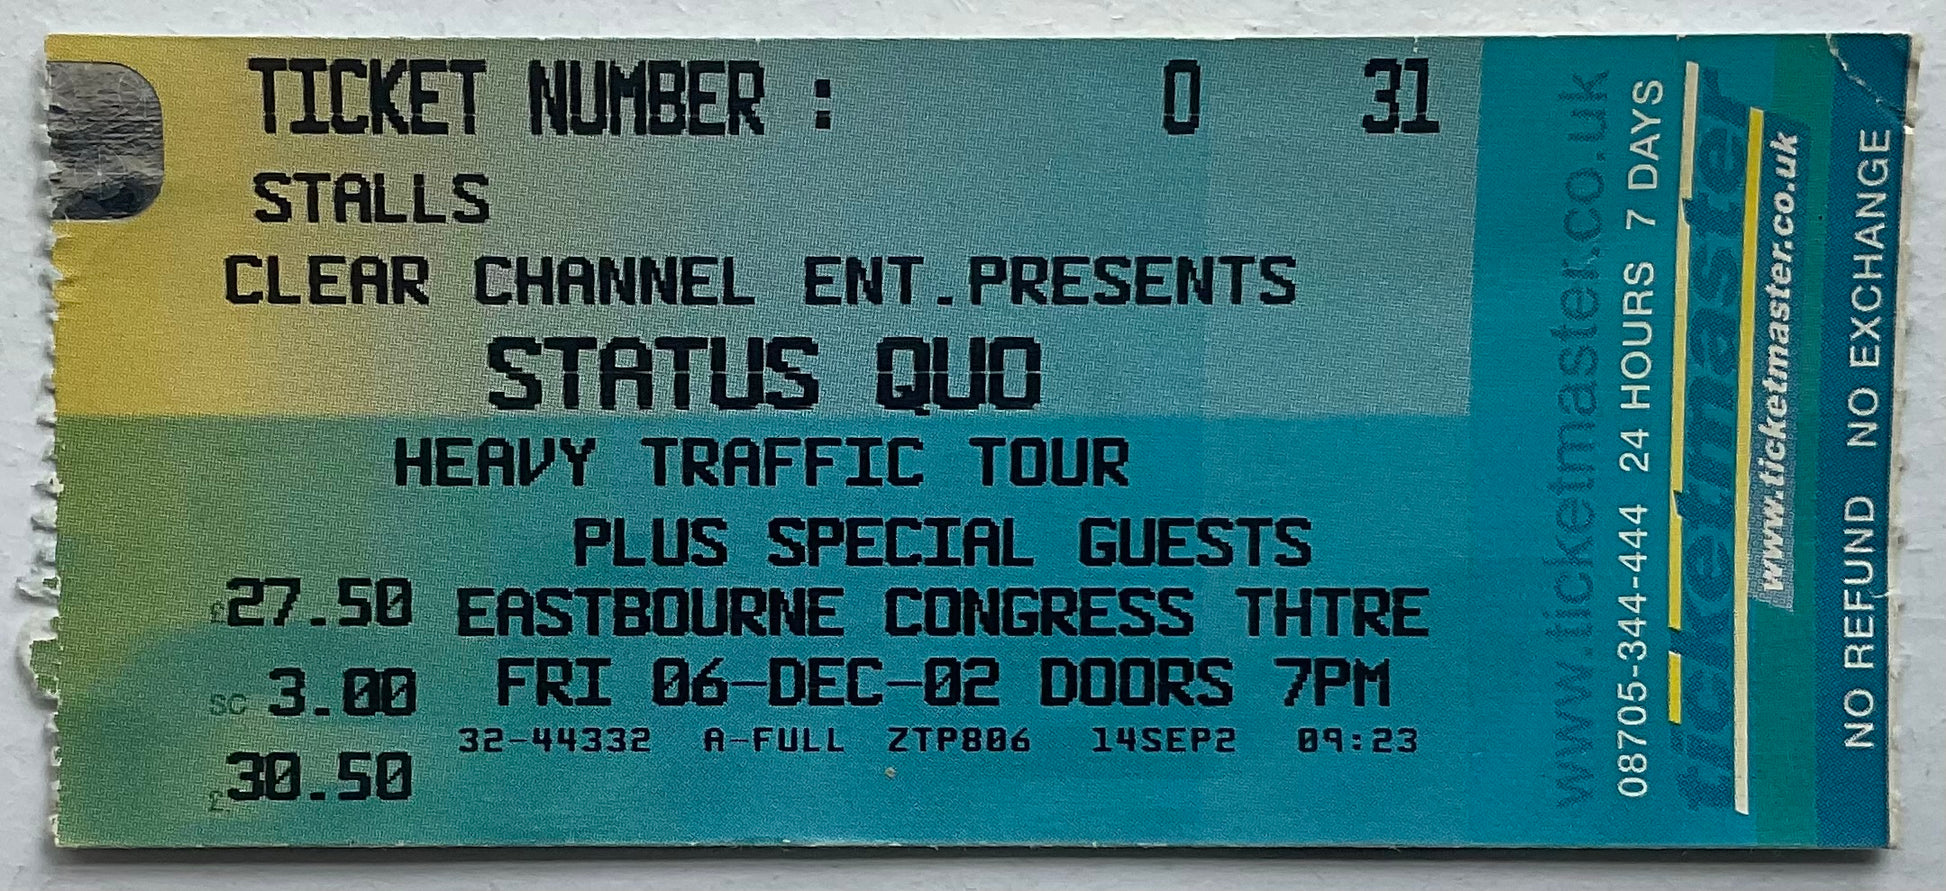 TICKET NUMBER : 0 31
STALLS
CLEAR CHANNEL ENT.PRESENTS
STATUS QUO
HEAVY TRAFFIC TOUR
PLUS SPECIAL GUESTS
£27.50 EASTBOURNE CONGRESS THTRE
SC 3.00 FRI 06-DEC-02 DOORS 7PM
32-44332 A-FULL ZTP806 14SEP2 09:23
£30.50
www.ticketmaster.co.uk
08705-344-444 24 HOURS 7 DAYS
ticketmaster
www.ticketmaster.co.uk
NO REFUND NO EXCHANGE